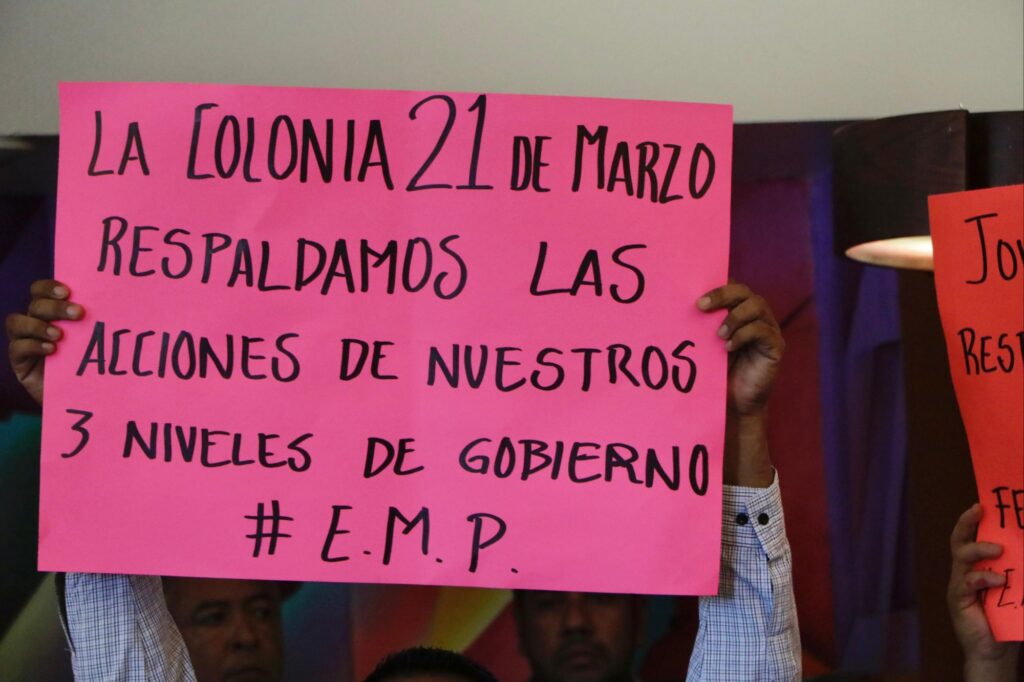 LA COLONIA 21 DE MARZO
RESPALDAMOS LAS
ACCIONES DE NUESTROS
3 NIVELES DE GOBIERNO
# E.M.P.